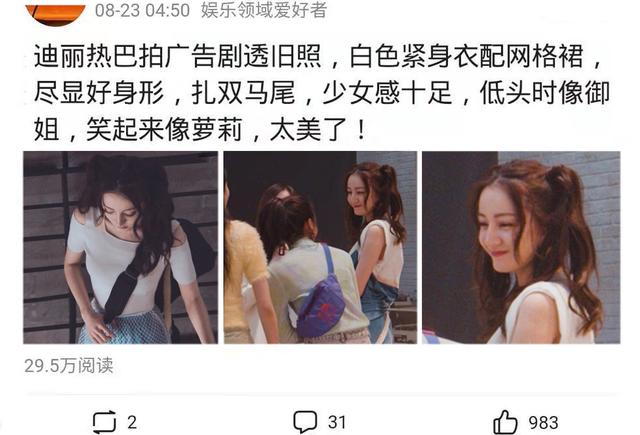 08-23 04:50 娱乐领域爱好者
迪丽热巴拍广告剧透旧照，白色紧身衣配网格裙，
尽显好身形，扎双马尾，少女感十足，低头时像御
姐，笑起来像萝莉，太美了！
29.5万阅读
2
31
983